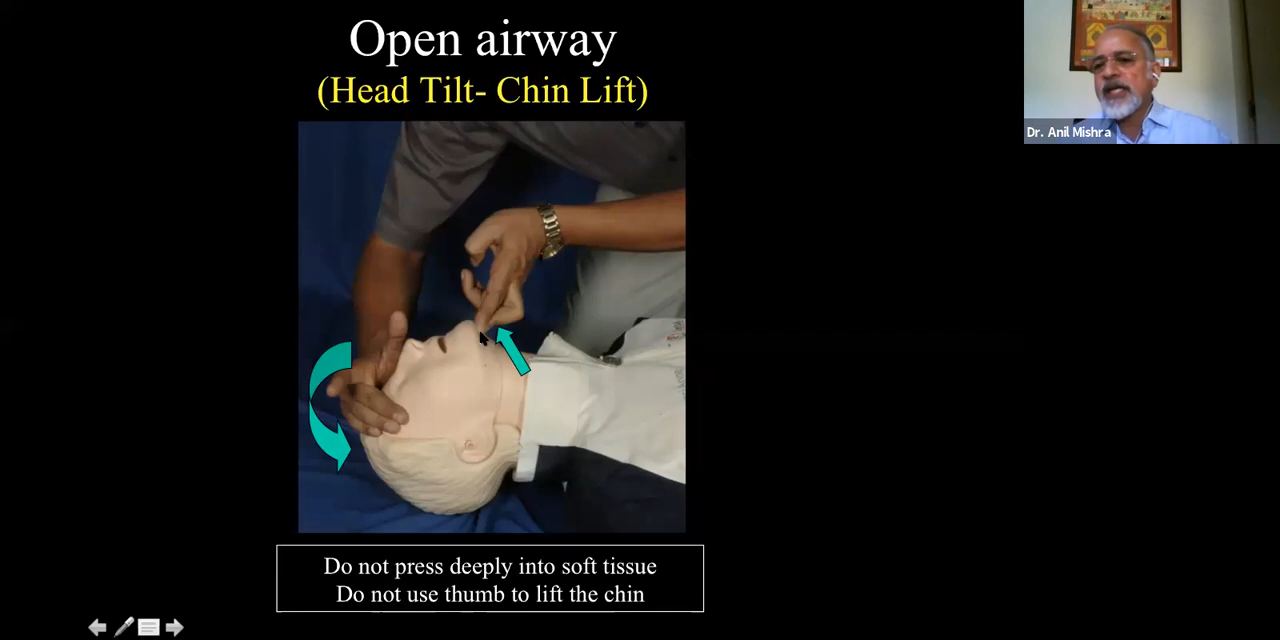 Open airway
(Head Tilt- Chin Lift)
Dr. Anil Mishra
Do not press deeply into soft tissue
Do not use thumb to lift the chin